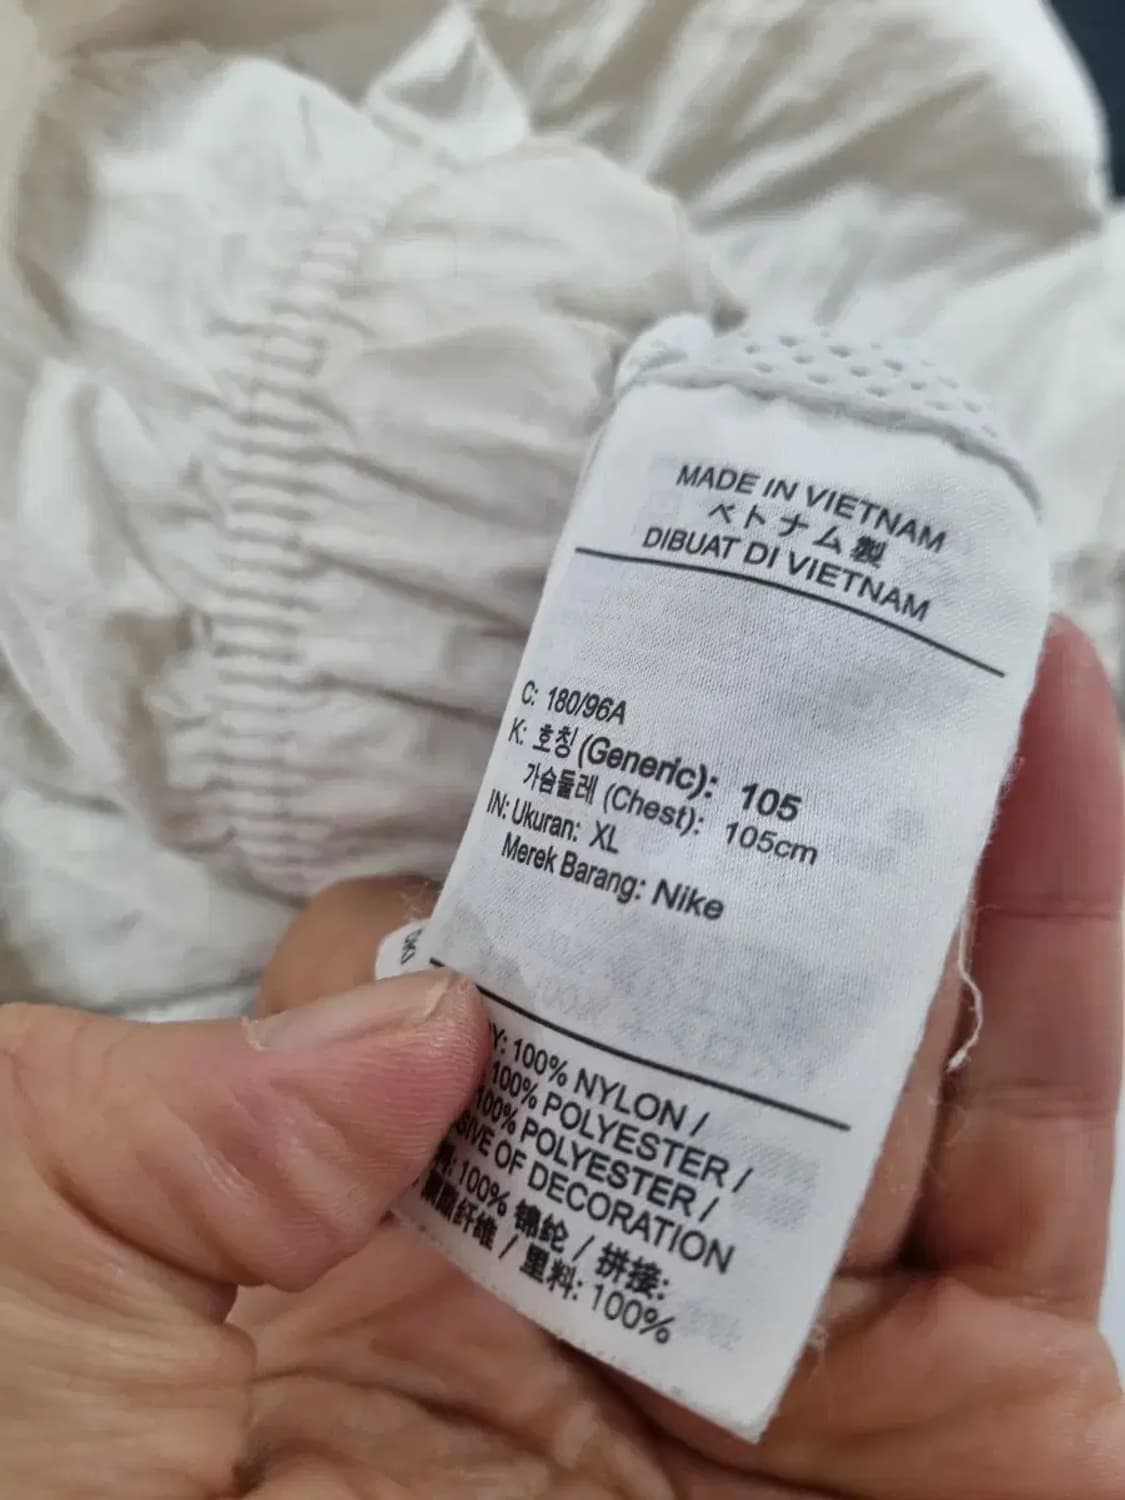 MADE IN VIETNAM
ベトナム製
DIBUAT DI VIETNAM
C: 180/96A
K: 호칭 (Generic): 105
가슴둘레 (Chest): 105cm
IN: Ukuran: XL
Merek Barang: Nike
Y: 100% NYLON /
100% POLYESTER /
100% POLYESTER /
SIVE OF DECORATION
100% 锦纶 / 拼接:
纤维 / 里料: 100%